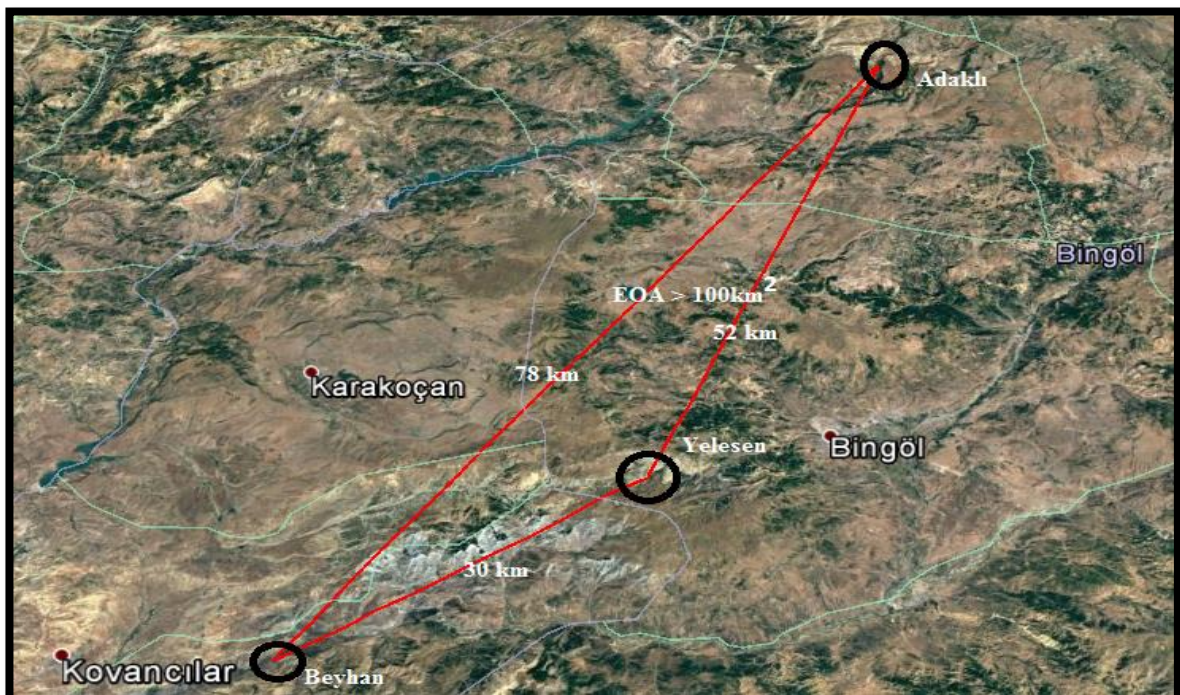 Adaklı
Bingöl
EOA > 100km²
52 km
78 km
Karakoçan
Yelesen
Bingöl
30 km
Kovancılar
Beyhan